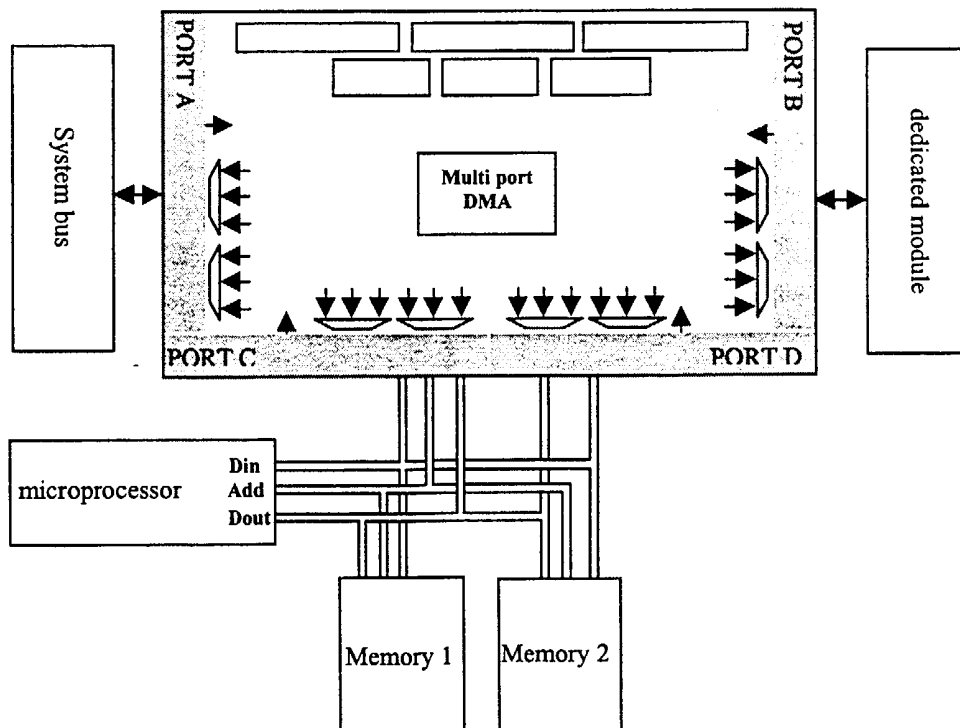 PORT A
PORT B
System bus
dedicated module
Multi port
DMA
PORT C
PORT D
microprocessor
Din
Add
Dout
Memory 1
Memory 2